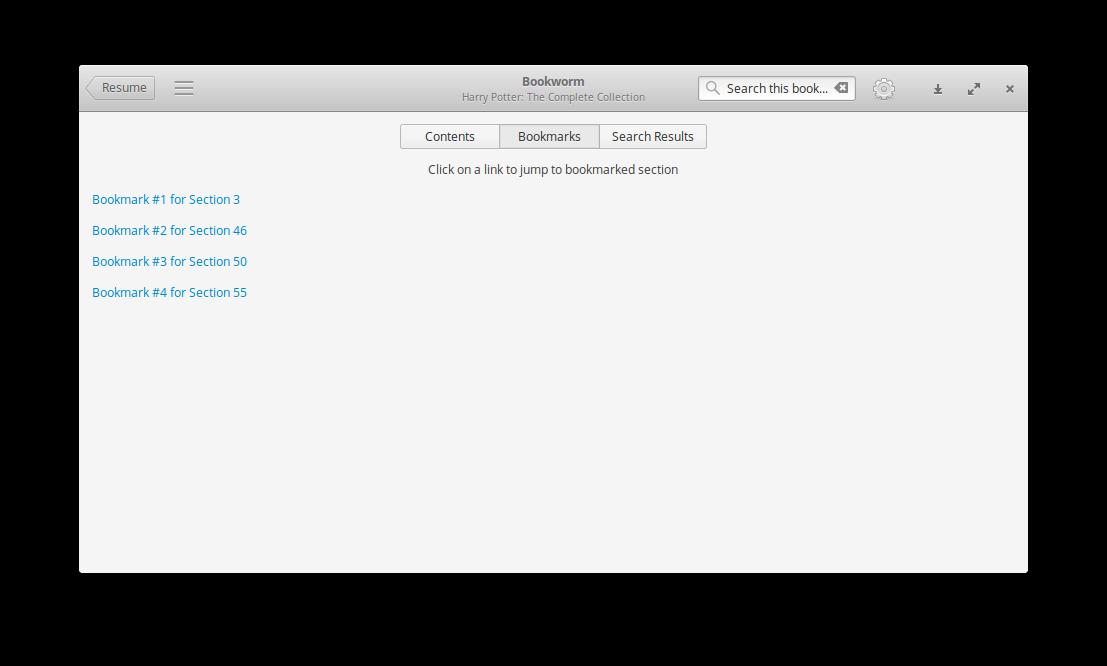 Resume
Bookworm
Harry Potter: The Complete Collection
Search this book...
Contents
Bookmarks
Search Results
Click on a link to jump to bookmarked section
Bookmark #1 for Section 3
Bookmark #2 for Section 46
Bookmark #3 for Section 50
Bookmark #4 for Section 55